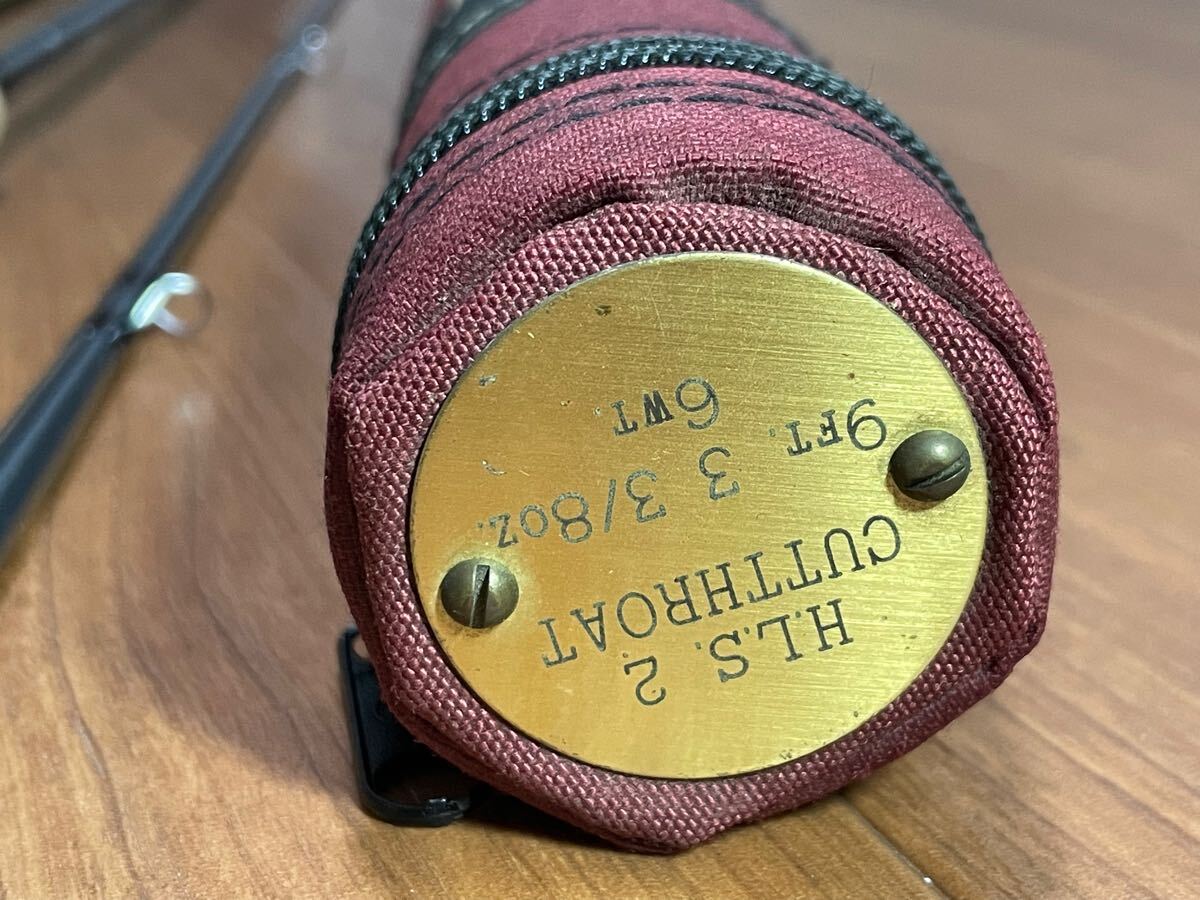 H.L.S. 2.
CUTTHROAT
9FT. 3 3/8OZ.
6WT